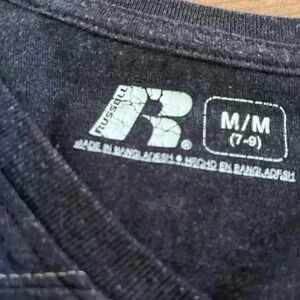 RUSSELL
R
M/M
(7-9)
MADE IN BANGLADESH ● HECHO EN BANGLADESH